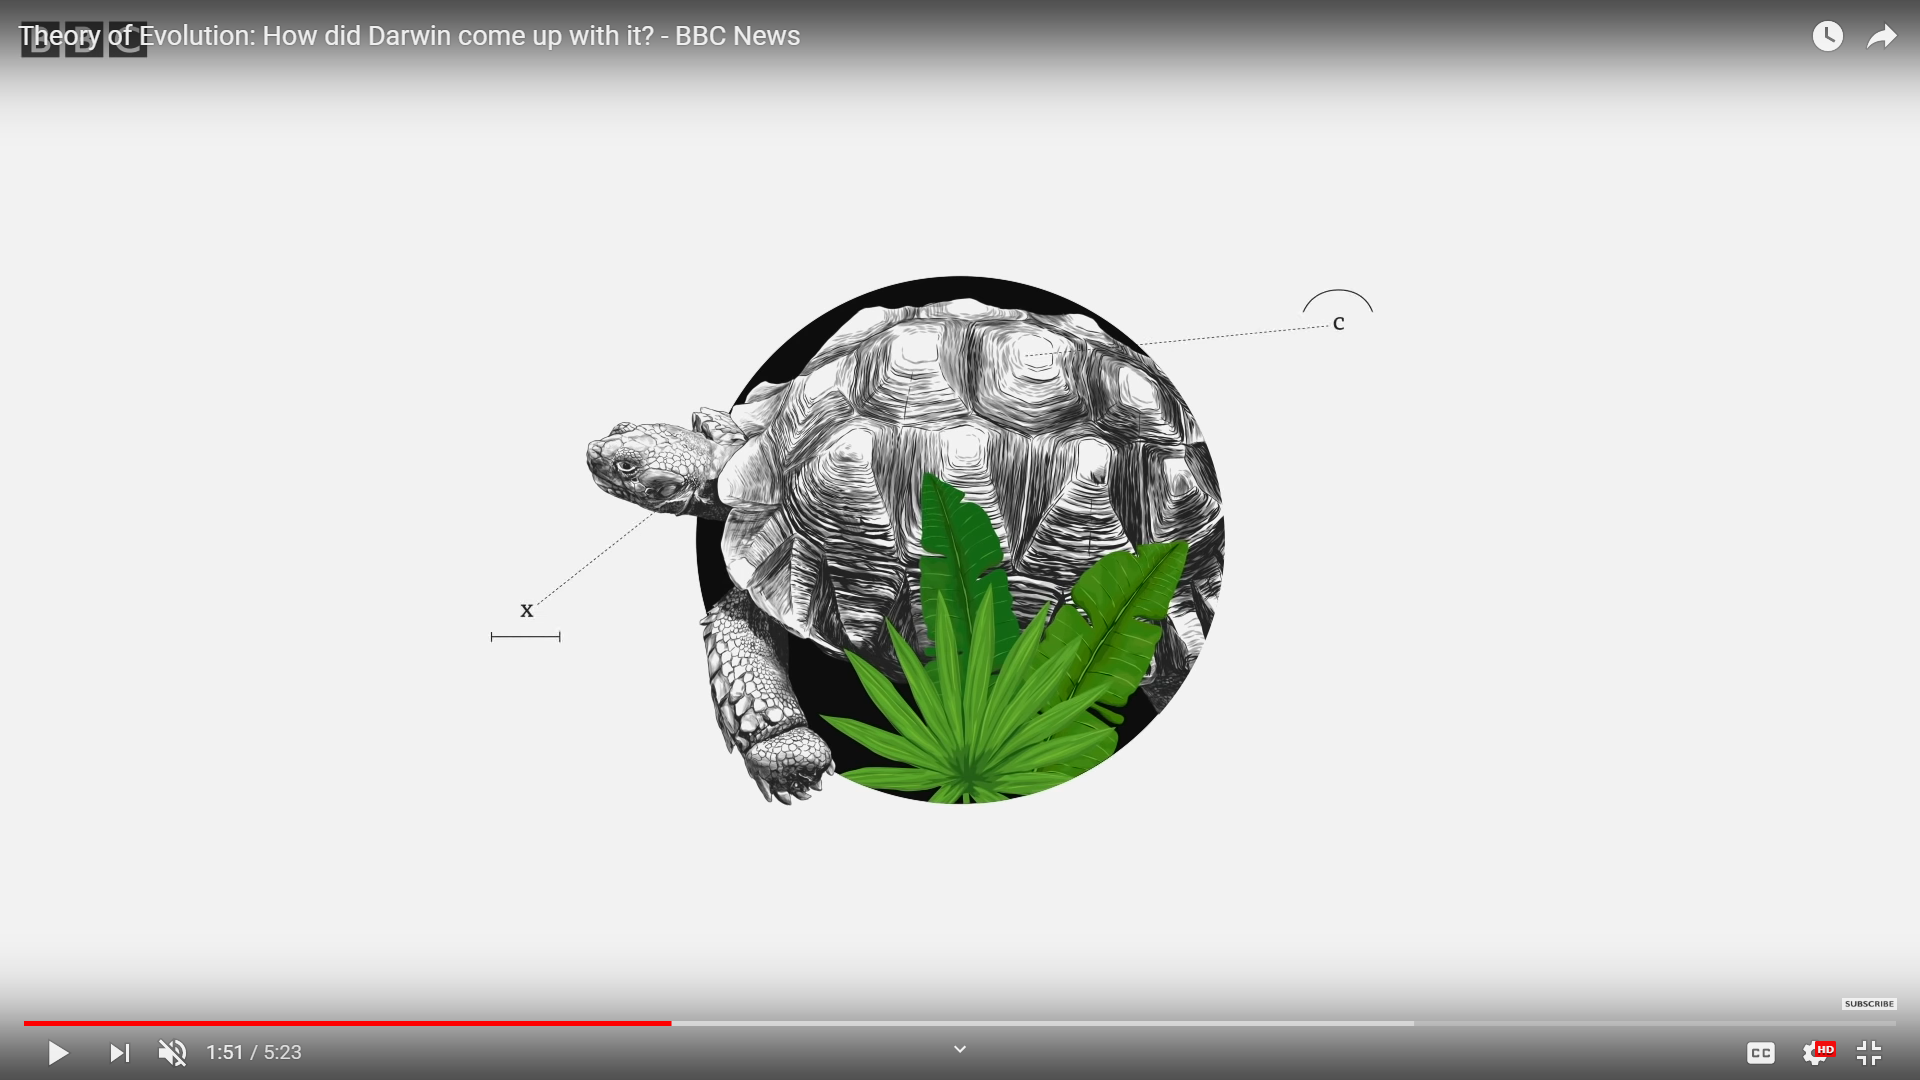 BBC
Theory of Evolution: How did Darwin come up with it? - BBC News
C
X
SUBSCRIBE
1:51 / 5:23
CC
HD